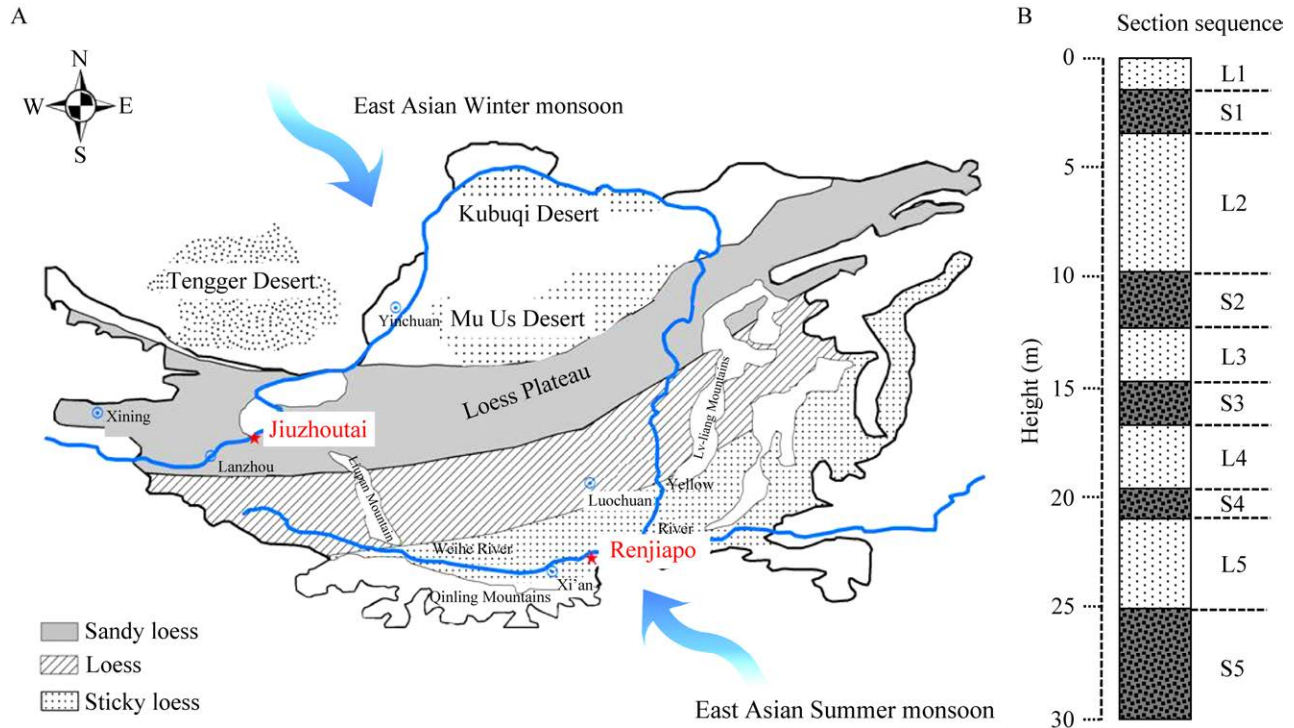 A
N
W
E
S
East Asian Winter monsoon
Kubuqi Desert
Tengger Desert
Yinchuan
Mu Us Desert
Loess Plateau
Xining
Jiuzhoutai
Lanzhou
Liupan Mountain
Lv-liang Mountains
Luochuan
Yellow
River
Weihe River
Renjiapo
Xi'an
Qinling Mountains
Sandy loess
Loess
Sticky loess
East Asian Summer monsoon
B
Section sequence
Height (m)
0
5
10
15
20
25
30
L1
S1
L2
S2
L3
S3
L4
S4
L5
S5